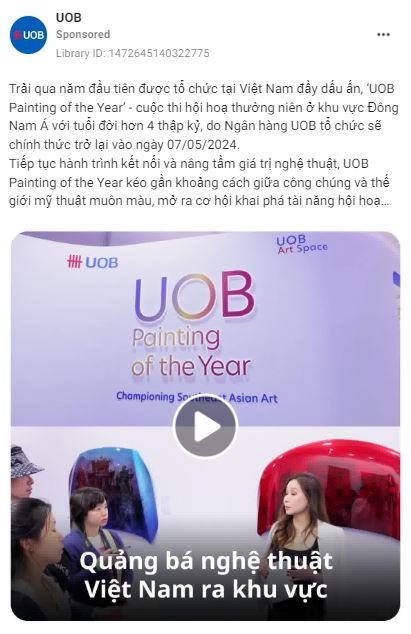 UOB
Sponsored
Library ID: 1472645140322775
UOB
Trải qua năm đầu tiên được tổ chức tại Việt Nam đầy dấu ấn, 'UOB
Painting of the Year' - cuộc thi hội hoạ thường niên ở khu vực Đông
Nam Á với tuổi đời hơn 4 thập kỷ, do Ngân hàng UOB tổ chức sẽ
chính thức trở lại vào ngày 07/05/2024.
Tiếp tục hành trình kết nối và nâng tầm giá trị nghệ thuật, UOB
Painting of the Year kéo gần khoảng cách giữa công chúng và thế
giới mỹ thuật muôn màu, mở ra cơ hội khai phá tài năng hội hoạ...
UOB
UOB
Art Space
UOB
Painting
of the Year
Championing Southeast Asian Art
Quảng bá nghệ thuật
Việt Nam ra khu vực